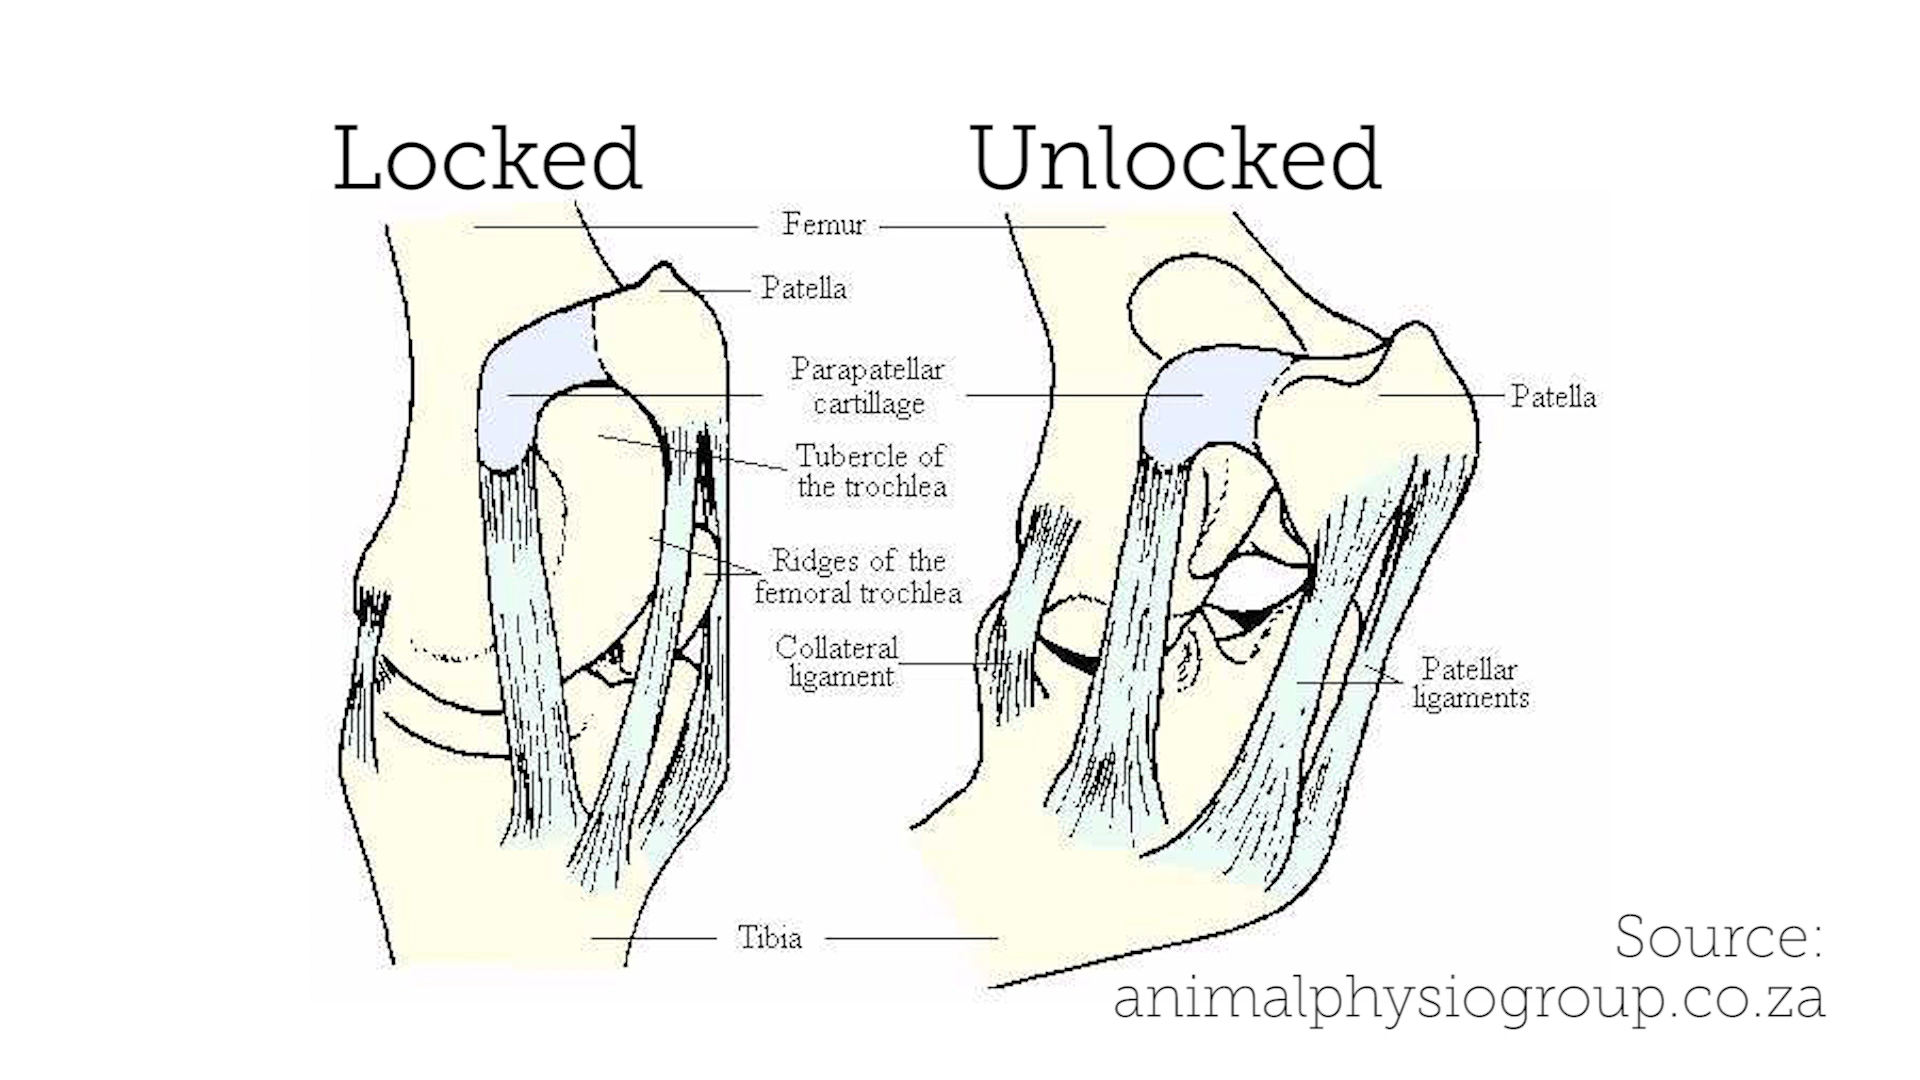 Locked
Unlocked
Femur
Patella
Parapatellar
cartillage
Patella
Tubercle of
the trochlea
Ridges of the
femoral trochlea
Collateral
ligament
Patellar
ligaments
Tibia
Source:
animalphysiogroup.co.za